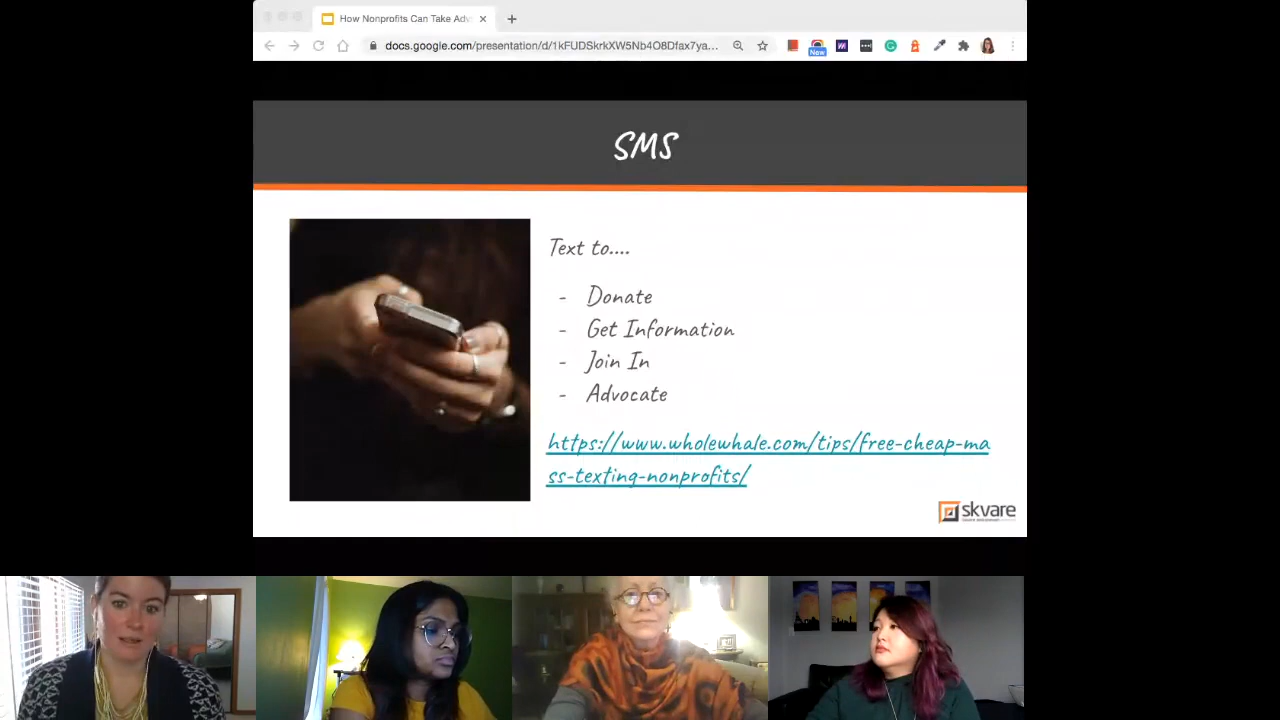 How Nonprofits Can Take Adv
docs.google.com/presentation/d/1kFUDSkrkXW5Nb4O8Dfax7ya...
New
SMS
Text to....
- Donate
- Get Information
- Join In
- Advocate
https://www.wholewhale.com/tips/free-cheap-ma
ss-texting-nonprofits/
skvare